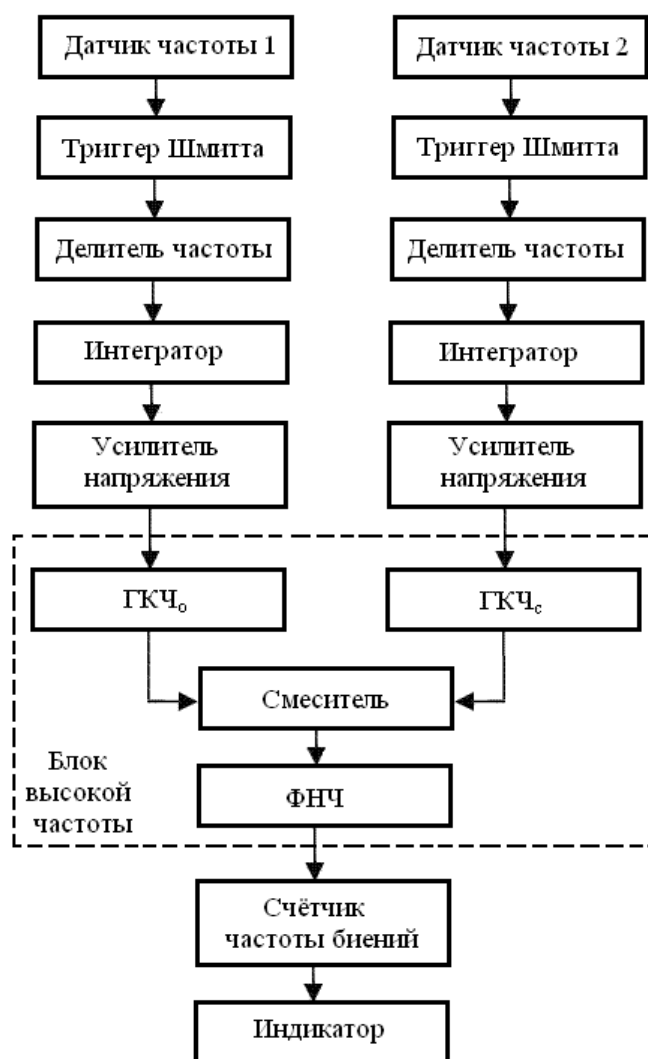 Датчик частоты 1
Датчик частоты 2
Триггер Шмитта
Триггер Шмитта
Делитель частоты
Делитель частоты
Интегратор
Интегратор
Усилитель
напряжения
Усилитель
напряжения
ГКЧо
ГКЧс
Смеситель
Блок
высокой
частоты
ФНЧ
Счётчик
частоты биений
Индикатор